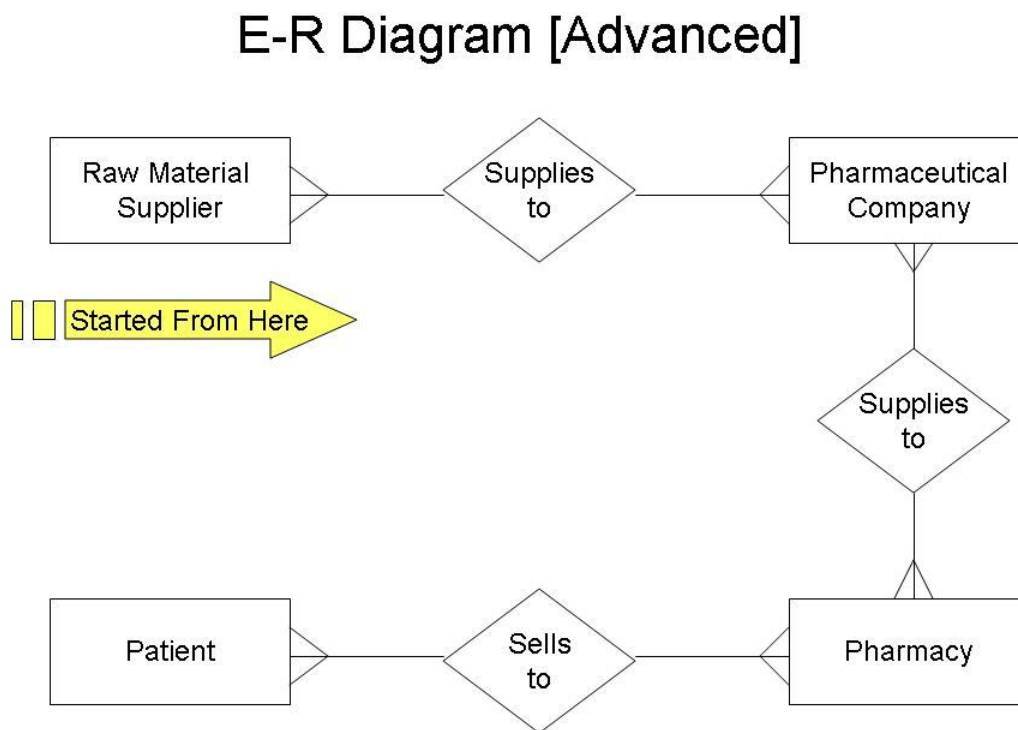 E-R Diagram [Advanced]
Raw Material
Supplier
Supplies
to
Pharmaceutical
Company
Started From Here
Supplies
to
Patient
Sells
to
Pharmacy